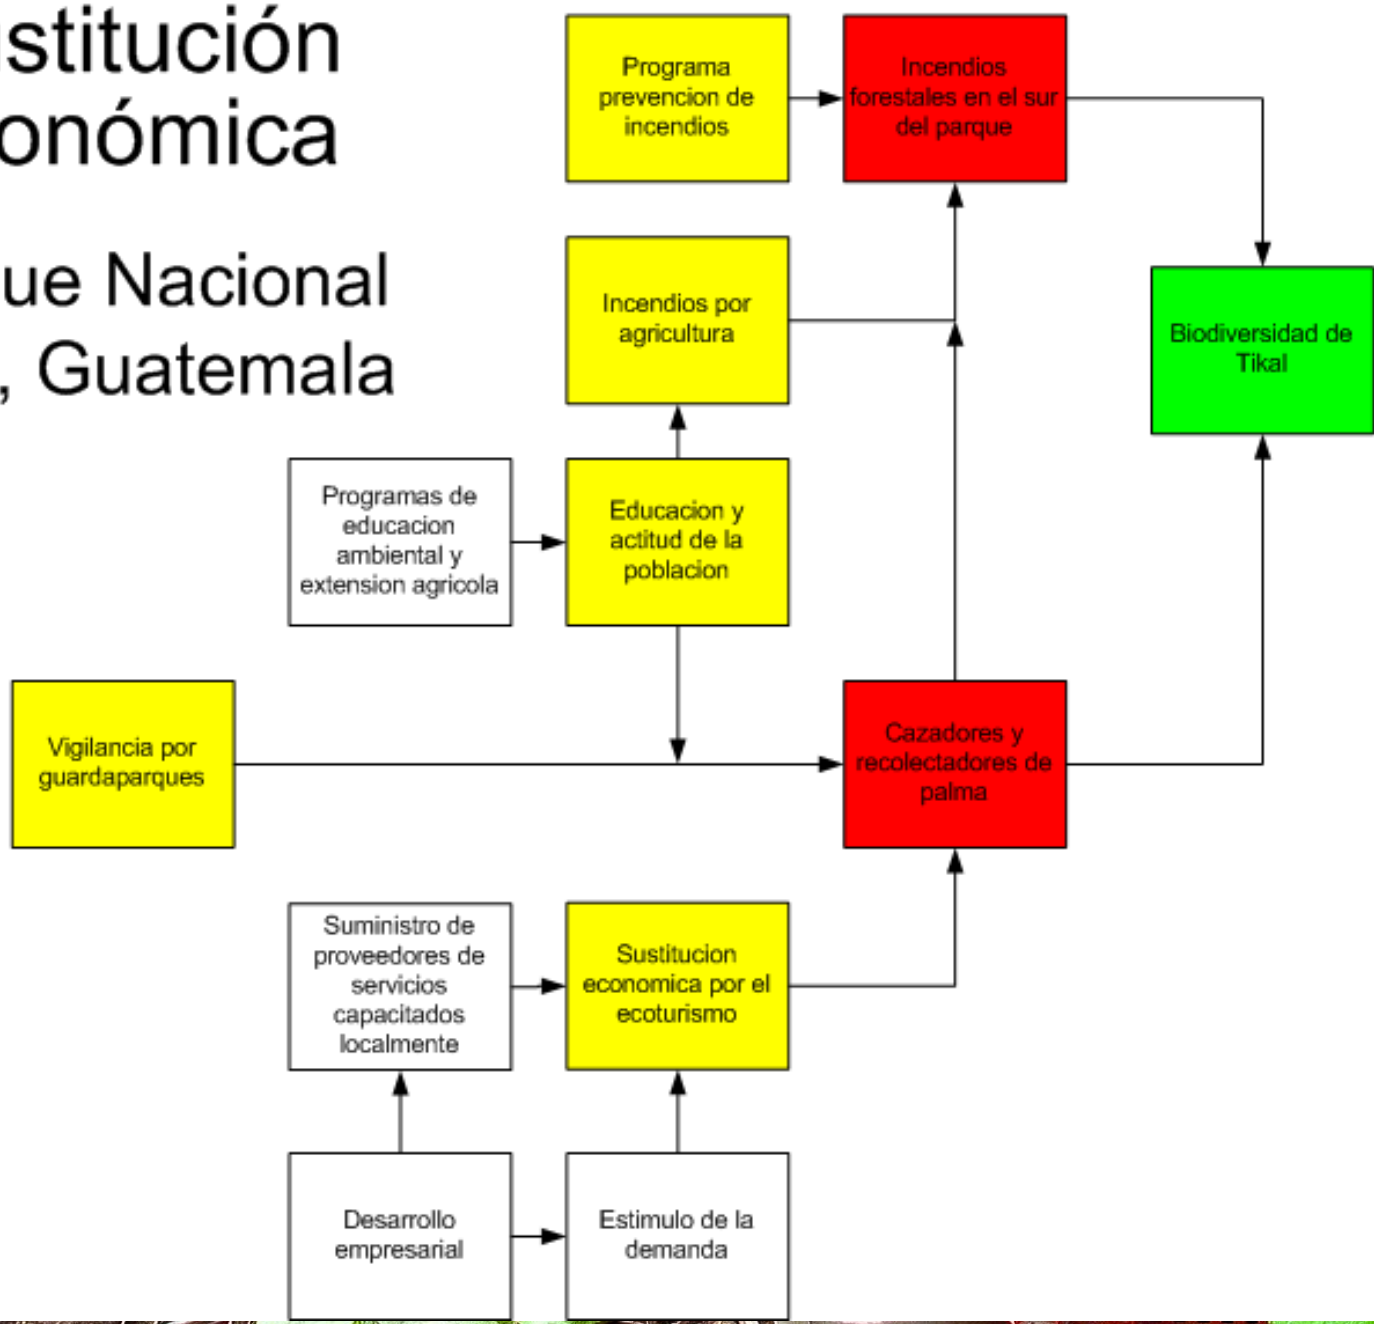 stitución
onómica
ue Nacional
, Guatemala
Programa
prevencion de
incendios
Incendios
forestales en el sur
del parque
Incendios por
agricultura
Biodiversidad de
Tikal
Programas de
educacion
ambiental y
extension agricola
Educacion y
actitud de la
poblacion
Vigilancia por
guardaparques
Cazadores y
recolectadores de
palma
Suministro de
proveedores de
servicios
capacitados
localmente
Sustitucion
economica por el
ecoturismo
Desarrollo
empresarial
Estimulo de la
demanda